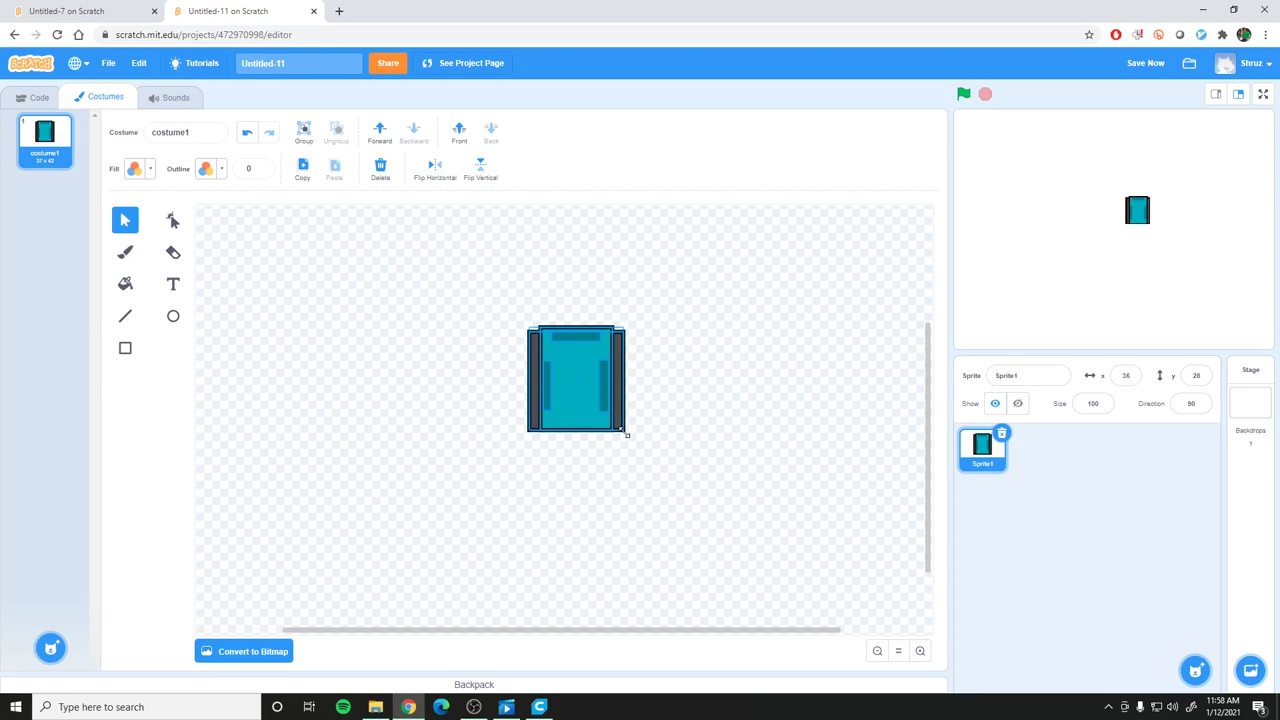 Untitled-7 on Scratch
Untitled-11 on Scratch
scratch.mit.edu/projects/472970998/editor
SCRATCH
File
Edit
Tutorials
Untitled-11
Share
See Project Page
Save Now
Shruz
Code
Costumes
Sounds
1
costume1
37 x 42
Costume
costume1
Group
Ungroup
Forward
Backward
Front
Back
Fill
Outline
0
Copy
Paste
Delete
Flip Horizontal
Flip Vertical
T
Convert to Bitmap
Backpack
Sprite
Sprite1
x
36
y
28
Show
Size
100
Direction
90
Sprite1
Stage
Backdrops
1
Type here to search
11:58 AM
1/12/2021
3